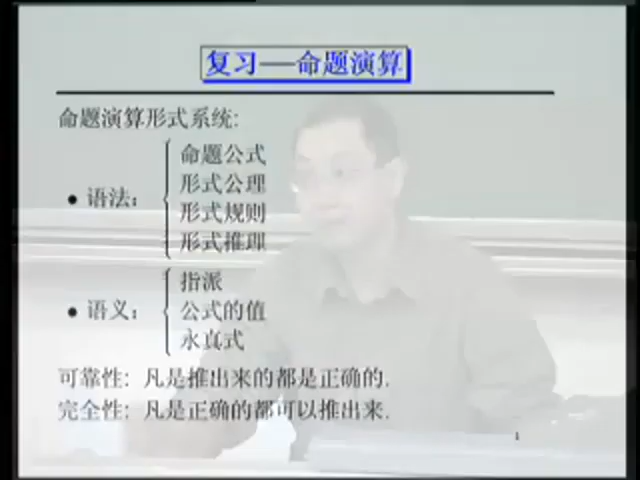 复习——命题演算
命题演算形式系统:
● 语法:
命题公式
形式公理
形式规则
形式推理
● 语义:
指派
公式的值
永真式
可靠性: 凡是推出来的都是正确的.
完全性: 凡是正确的都可以推出来.
1